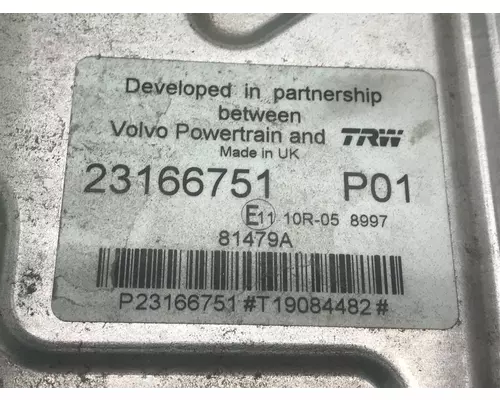 Developed in partnership
between
Volvo Powertrain and TRW
Made in UK
23166751 P01
E11 10R-05 8997
81479A
P23166751#T19084482#